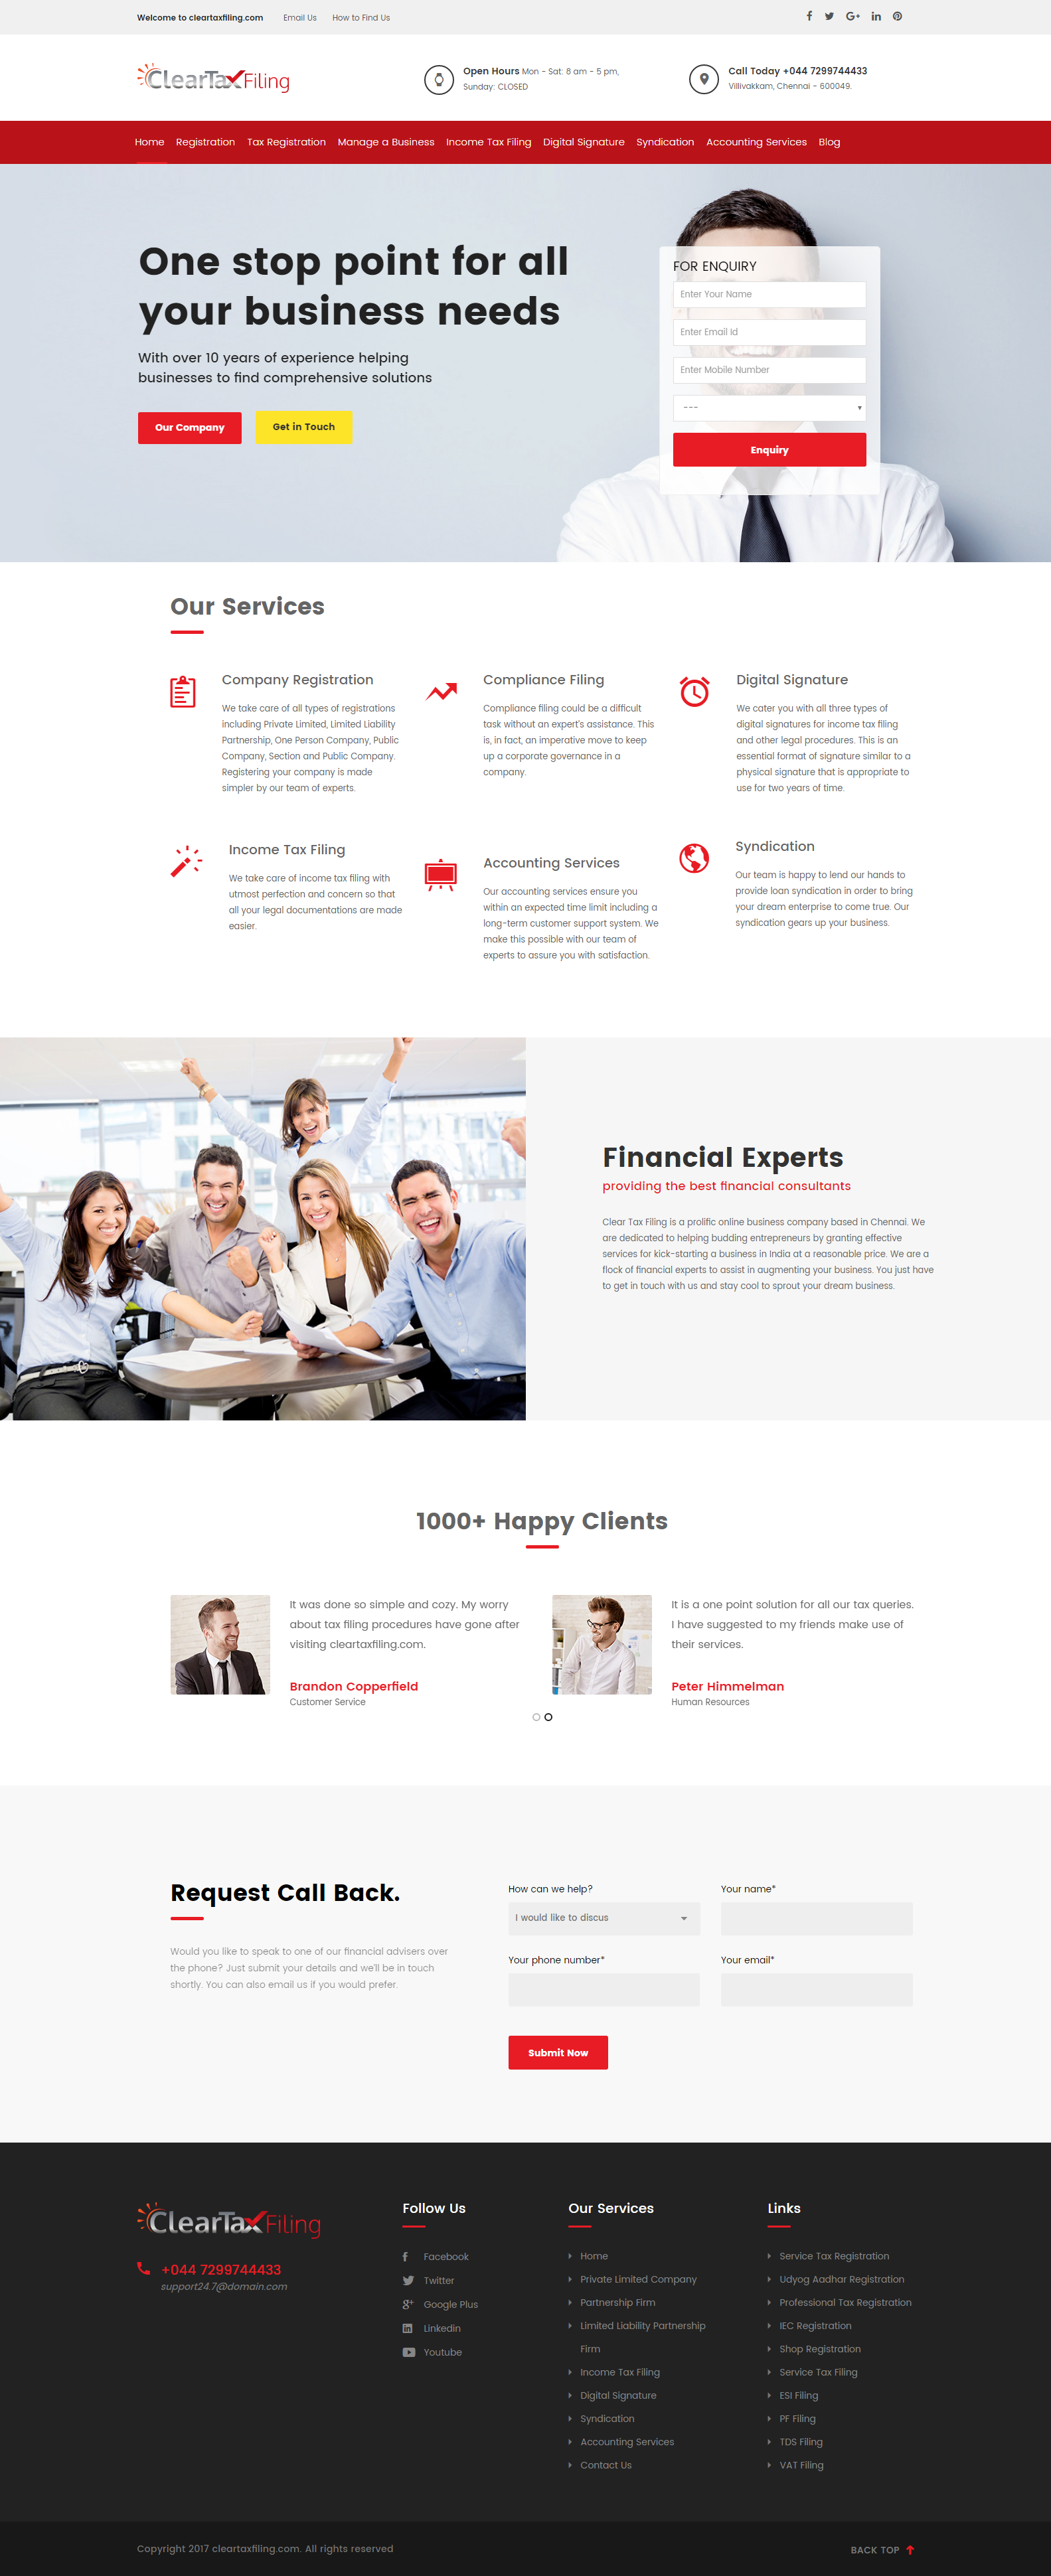 Welcome to cleartaxfiling.com Email Us How to Find Us
ClearTaxFiling
Open Hours Mon - Sat: 8 am - 5 pm,
Sunday: CLOSED
Call Today +044 7299744433
Villivakkam, Chennai - 600049.
Home Registration Tax Registration Manage a Business Income Tax Filing Digital Signature Syndication Accounting Services Blog
One stop point for all
your business needs
With over 10 years of experience helping
businesses to find comprehensive solutions
Our Company Get in Touch
FOR ENQUIRY
Enter Your Name
Enter Email Id
Enter Mobile Number
---
Enquiry
Our Services
Company Registration
We take care of all types of registrations
including Private Limited, Limited Liability
Partnership, One Person Company, Public
Company, Section and Public Company.
Registering your company is made
simpler by our team of experts.
Compliance Filing
Compliance filing could be a difficult
task without an expert's assistance. This
is, in fact, an imperative move to keep
up a corporate governance in a
company.
Digital Signature
We cater you with all three types of
digital signatures for income tax filing
and other legal procedures. This is an
essential format of signature similar to a
physical signature that is appropriate to
use for two years of time.
Income Tax Filing
We take care of income tax filing with
utmost perfection and concern so that
all your legal documentations are made
easier.
Accounting Services
Our accounting services ensure you
within an expected time limit including a
long-term customer support system. We
make this possible with our team of
experts to assure you with satisfaction.
Syndication
Our team is happy to lend our hands to
provide loan syndication in order to bring
your dream enterprise to come true. Our
syndication gears up your business.
Financial Experts
providing the best financial consultants
Clear Tax Filing is a prolific online business company based in Chennai. We
are dedicated to helping budding entrepreneurs by granting effective
services for kick-starting a business in India at a reasonable price. We are a
flock of financial experts to assist in augmenting your business. You just have
to get in touch with us and stay cool to sprout your dream business.
1000+ Happy Clients
It was done so simple and cozy. My worry
about tax filing procedures have gone after
visiting cleartaxfiling.com.
Brandon Copperfield
Customer Service
It is a one point solution for all our tax queries.
I have suggested to my friends make use of
their services.
Peter Himmelman
Human Resources
Request Call Back.
Would you like to speak to one of our financial advisers over
the phone? Just submit your details and we'll be in touch
shortly. You can also email us if you would prefer.
How can we help?
I would like to discus
Your name*
Your phone number*
Your email*
Submit Now
ClearTaxFiling
+044 7299744433
support24.7@domain.com
Follow Us
Facebook
Twitter
Google Plus
Linkedin
Youtube
Our Services
Home
Private Limited Company
Partnership Firm
Limited Liability Partnership
Firm
Income Tax Filing
Digital Signature
Syndication
Accounting Services
Contact Us
Links
Service Tax Registration
Udyog Aadhar Registration
Professional Tax Registration
IEC Registration
Shop Registration
Service Tax Filing
ESI Filing
PF Filing
TDS Filing
VAT Filing
Copyright 2017 cleartaxfiling.com. All rights reserved
BACK TOP